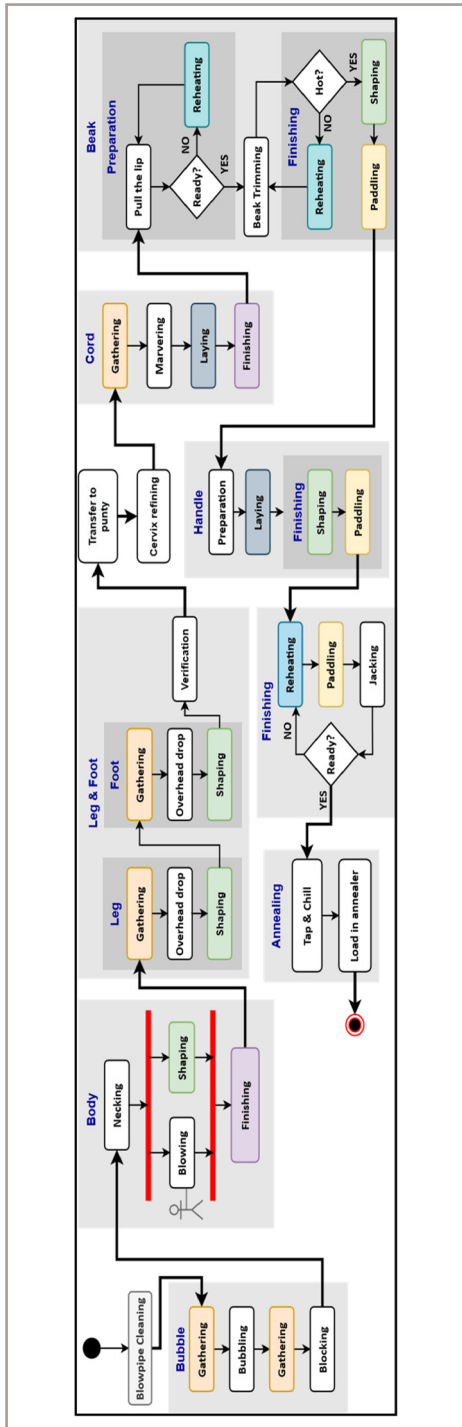 Blowpipe Cleaning
Bubble
Gathering
Bubbling
Gathering
Blocking
Body
Necking
Blowing
Shaping
Finishing
Leg & Foot
Leg
Gathering
Overhead drop
Shaping
Foot
Gathering
Overhead drop
Shaping
Verification
Transfer to
punty
Cervix refining
Cord
Gathering
Marvering
Laying
Finishing
Beak
Preparation
Pull the lip
Ready?
NO
Reheating
YES
Beak Trimming
Finishing
Hot?
NO
Reheating
YES
Shaping
Paddling
Handle
Preparation
Laying
Finishing
Shaping
Paddling
Finishing
Reheating
Paddling
Jacking
Ready?
NO
YES
Annealing
Tap & Chill
Load in annealer